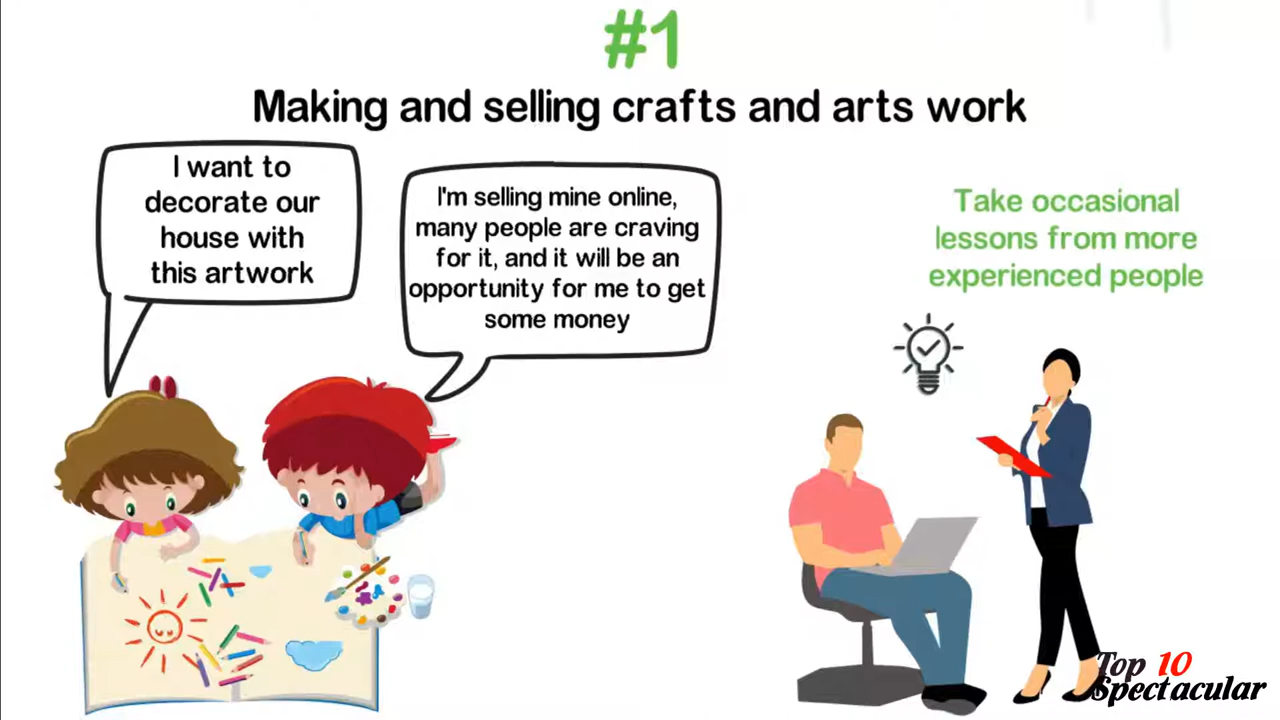 #1
Making and selling crafts and arts work
I want to
decorate our
house with
this artwork
I'm selling mine online,
many people are craving
for it, and it will be an
opportunity for me to get
some money
Take occasional
lessons from more
experienced people
Top 10
Spectacular